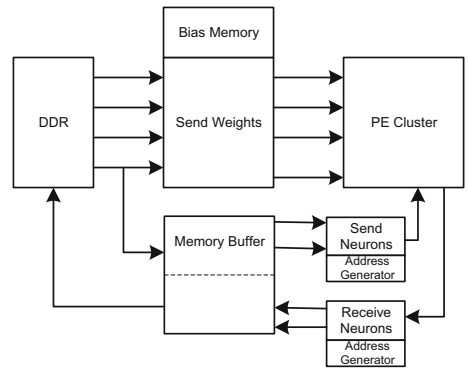 Bias Memory
DDR
Send Weights
PE Cluster
Memory Buffer
Send
Neurons
Address
Generator
Receive
Neurons
Address
Generator